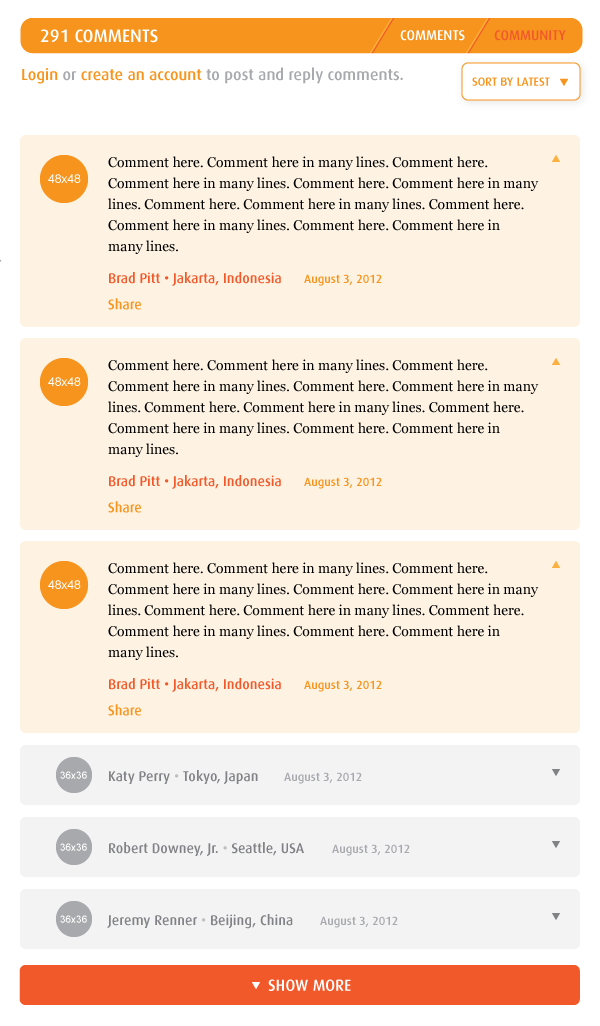 291 COMMENTS COMMENTS COMMUNITY
Login or create an account to post and reply comments.
SORT BY LATEST ▼
48x48
Comment here. Comment here in many lines. Comment here.
Comment here in many lines. Comment here. Comment here in many
lines. Comment here. Comment here in many lines. Comment here.
Comment here in many lines. Comment here. Comment here in
many lines.
Brad Pitt • Jakarta, Indonesia August 3, 2012
Share
48x48
Comment here. Comment here in many lines. Comment here.
Comment here in many lines. Comment here. Comment here in many
lines. Comment here. Comment here in many lines. Comment here.
Comment here in many lines. Comment here. Comment here in
many lines.
Brad Pitt • Jakarta, Indonesia August 3, 2012
Share
48x48
Comment here. Comment here in many lines. Comment here.
Comment here in many lines. Comment here. Comment here in many
lines. Comment here. Comment here in many lines. Comment here.
Comment here in many lines. Comment here. Comment here in
many lines.
Brad Pitt • Jakarta, Indonesia August 3, 2012
Share
36x36 Katy Perry • Tokyo, Japan August 3, 2012
36x36 Robert Downey, Jr. • Seattle, USA August 3, 2012
36x36 Jeremy Renner • Beijing, China August 3, 2012
▼ SHOW MORE